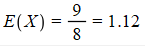 E(X) = 9/8 = 1.12